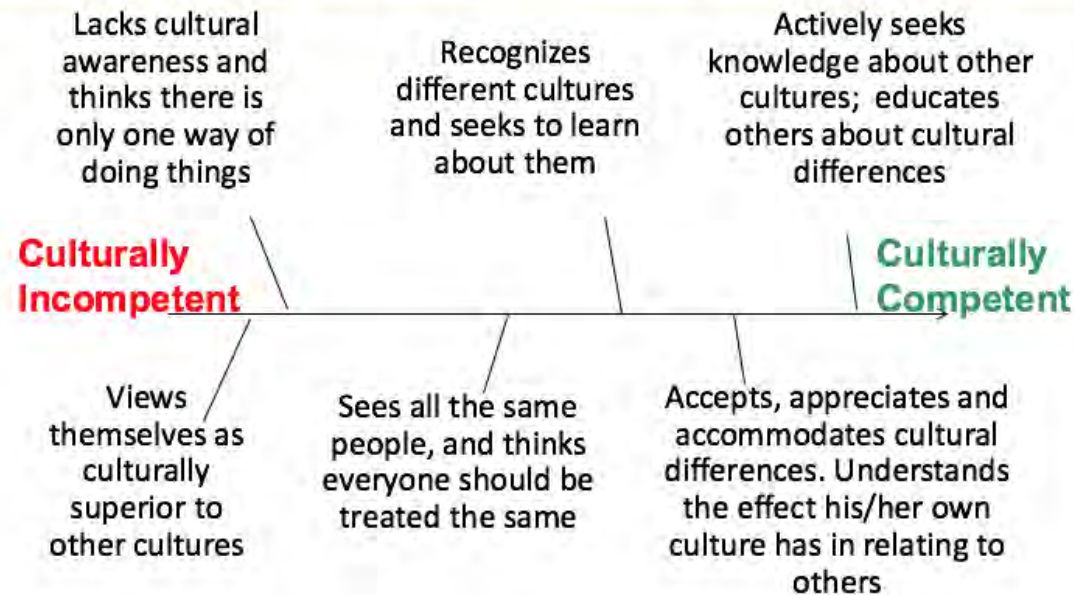 Lacks cultural
awareness and
thinks there is
only one way of
doing things
Recognizes
different cultures
and seeks to learn
about them
Actively seeks
knowledge about other
cultures; educates
others about cultural
differences
Culturally
Incompetent
Culturally
Competent
Views
themselves as
culturally
superior to
other cultures
Sees all the same
people, and thinks
everyone should be
treated the same
Accepts, appreciates and
accommodates cultural
differences. Understands
the effect his/her own
culture has in relating to
others